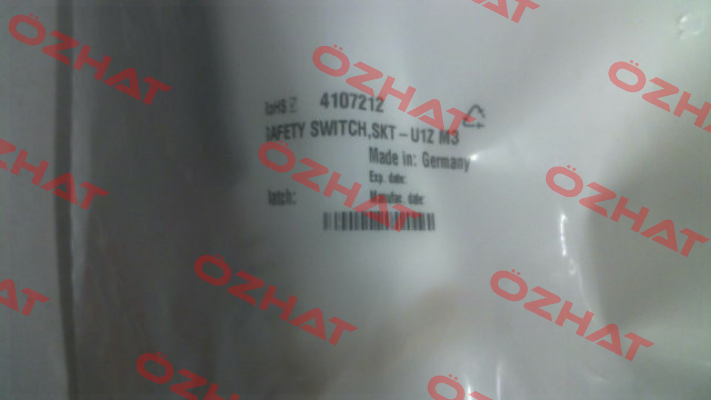 RoHS 2 4107212
SAFETY SWITCH,SKT-U1Z M3
Made in: Germany
Exp. date:
Batch: Manufac. date:
ÖZHAT
ÖZHAT
ÖZHAT
ÖZHAT
ÖZHAT
ÖZHAT
ÖZHAT
ÖZHAT
ÖZHAT